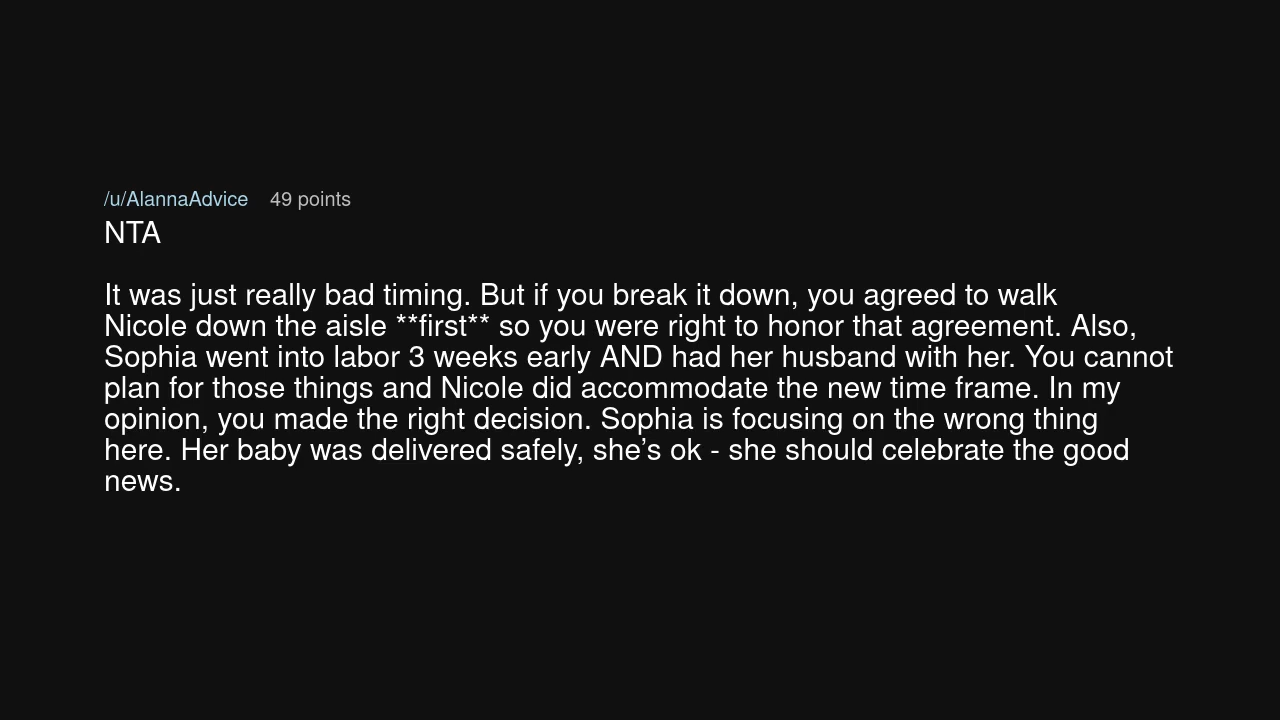 /u/AlannaAdvice 49 points
NTA
It was just really bad timing. But if you break it down, you agreed to walk
Nicole down the aisle **first** so you were right to honor that agreement. Also,
Sophia went into labor 3 weeks early AND had her husband with her. You cannot
plan for those things and Nicole did accommodate the new time frame. In my
opinion, you made the right decision. Sophia is focusing on the wrong thing
here. Her baby was delivered safely, she’s ok - she should celebrate the good
news.